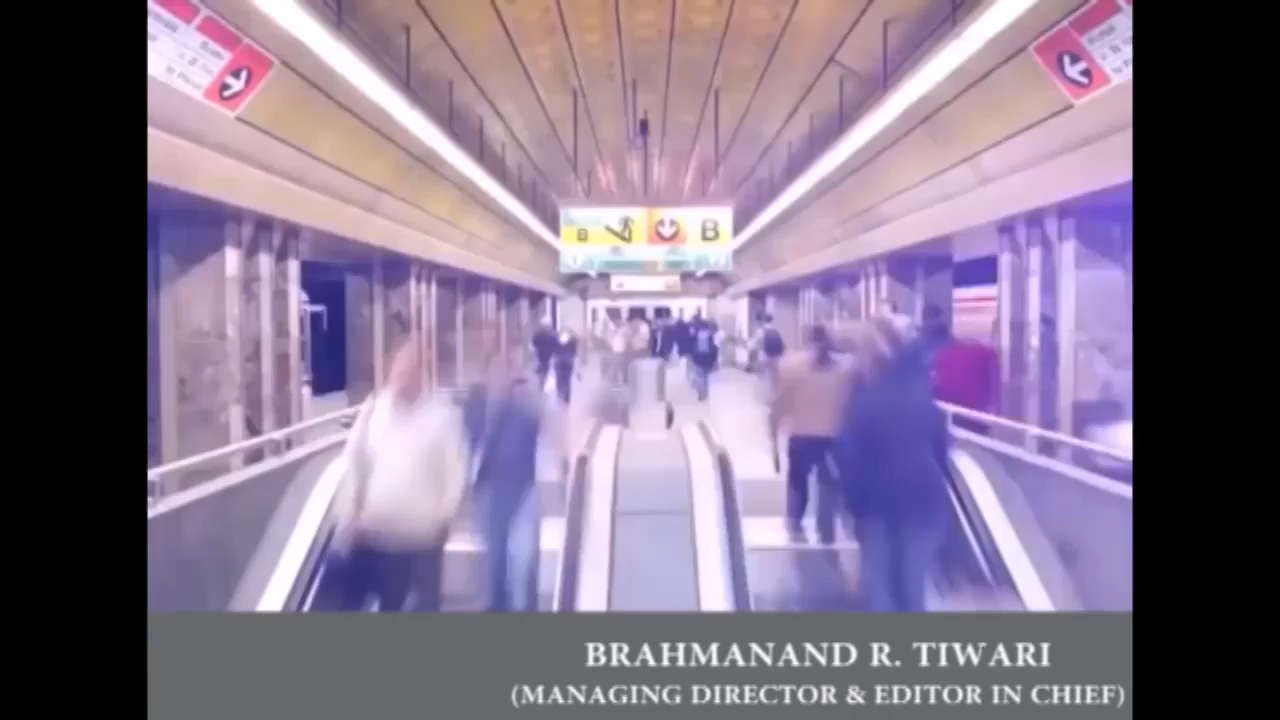 B B
BRAHMANAND R. TIWARI
(MANAGING DIRECTOR & EDITOR IN CHIEF)